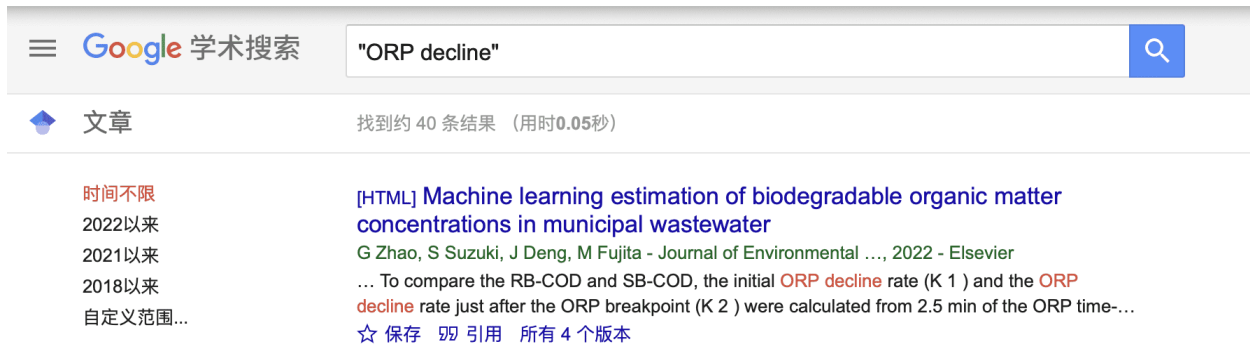 Google 学术搜索
"ORP decline"
文章
找到约 40 条结果 （用时0.05秒）
时间不限
2022以来
2021以来
2018以来
自定义范围...
[HTML] Machine learning estimation of biodegradable organic matter
concentrations in municipal wastewater
G Zhao, S Suzuki, J Deng, M Fujita - Journal of Environmental …, 2022 - Elsevier
… To compare the RB-COD and SB-COD, the initial ORP decline rate (K 1 ) and the ORP
decline rate just after the ORP breakpoint (K 2 ) were calculated from 2.5 min of the ORP time-…
保存 引用 所有 4 个版本